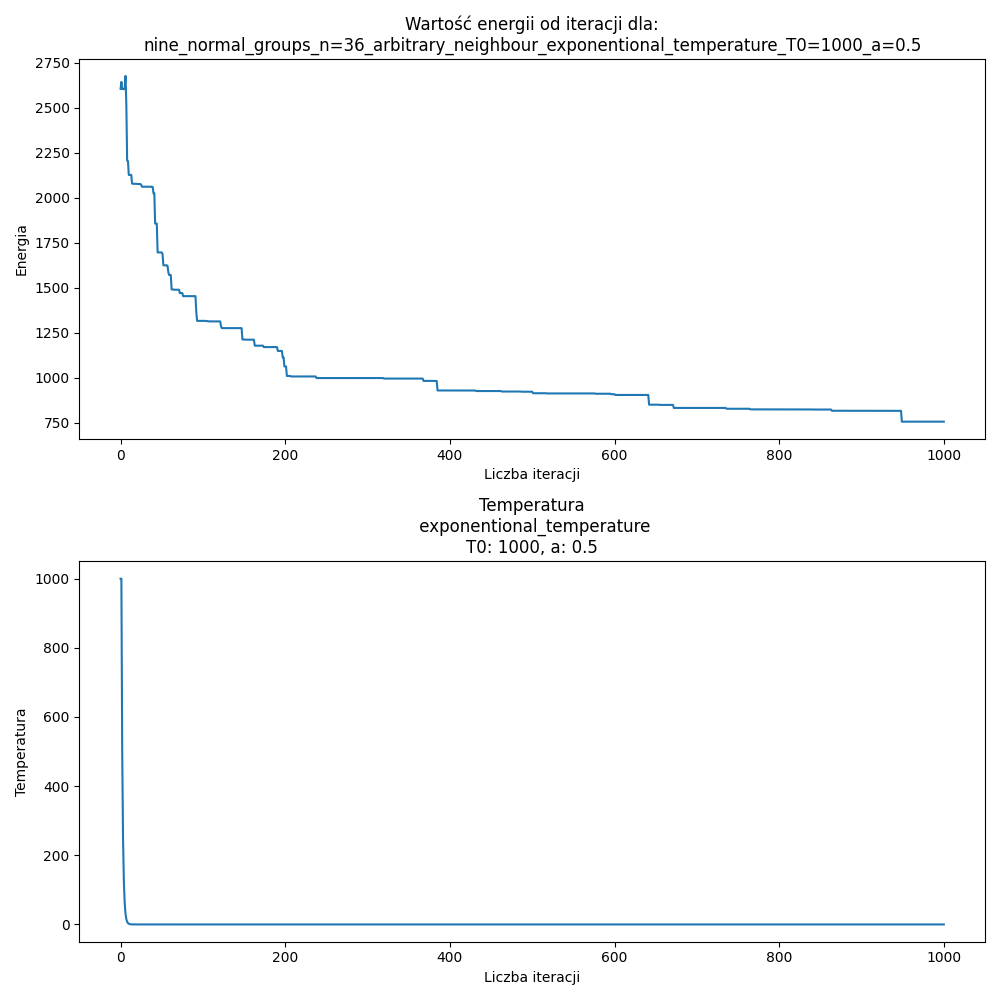 Wartość energii od iteracji dla:
nine_normal_groups_n=36_arbitrary_neighbour_exponentional_temperature_T0=1000_a=0.5
2750
2500
2250
2000
1750
1500
1250
1000
750
Energia
0 200 400 600 800 1000
Liczba iteracji
Temperatura
exponentional_temperature
T0: 1000, a: 0.5
1000
800
600
400
200
0
Temperatura
0 200 400 600 800 1000
Liczba iteracji